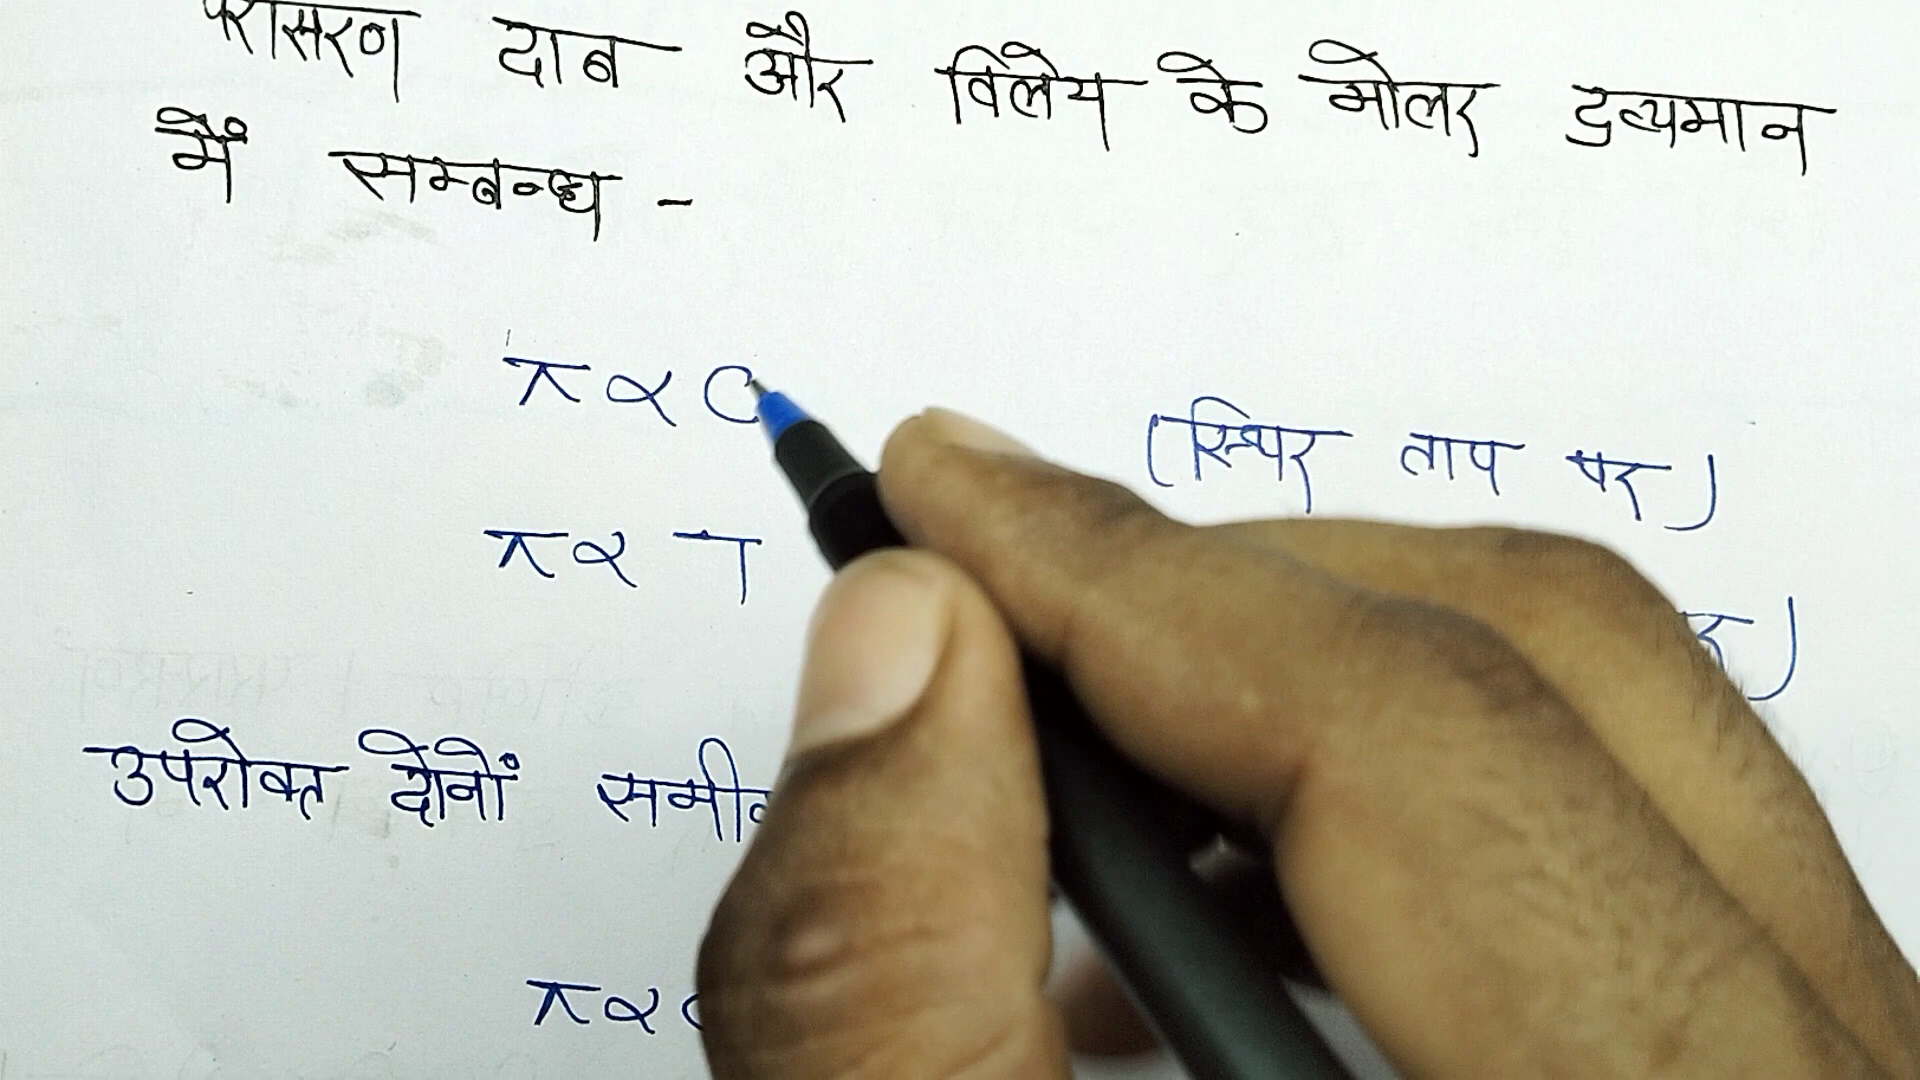 परासरण दाब और विलेय के मोलर द्रव्यमान
में सम्बन्ध -
π α C
(स्थिर ताप पर)
π α T
उपरोक्त दोनों
π α